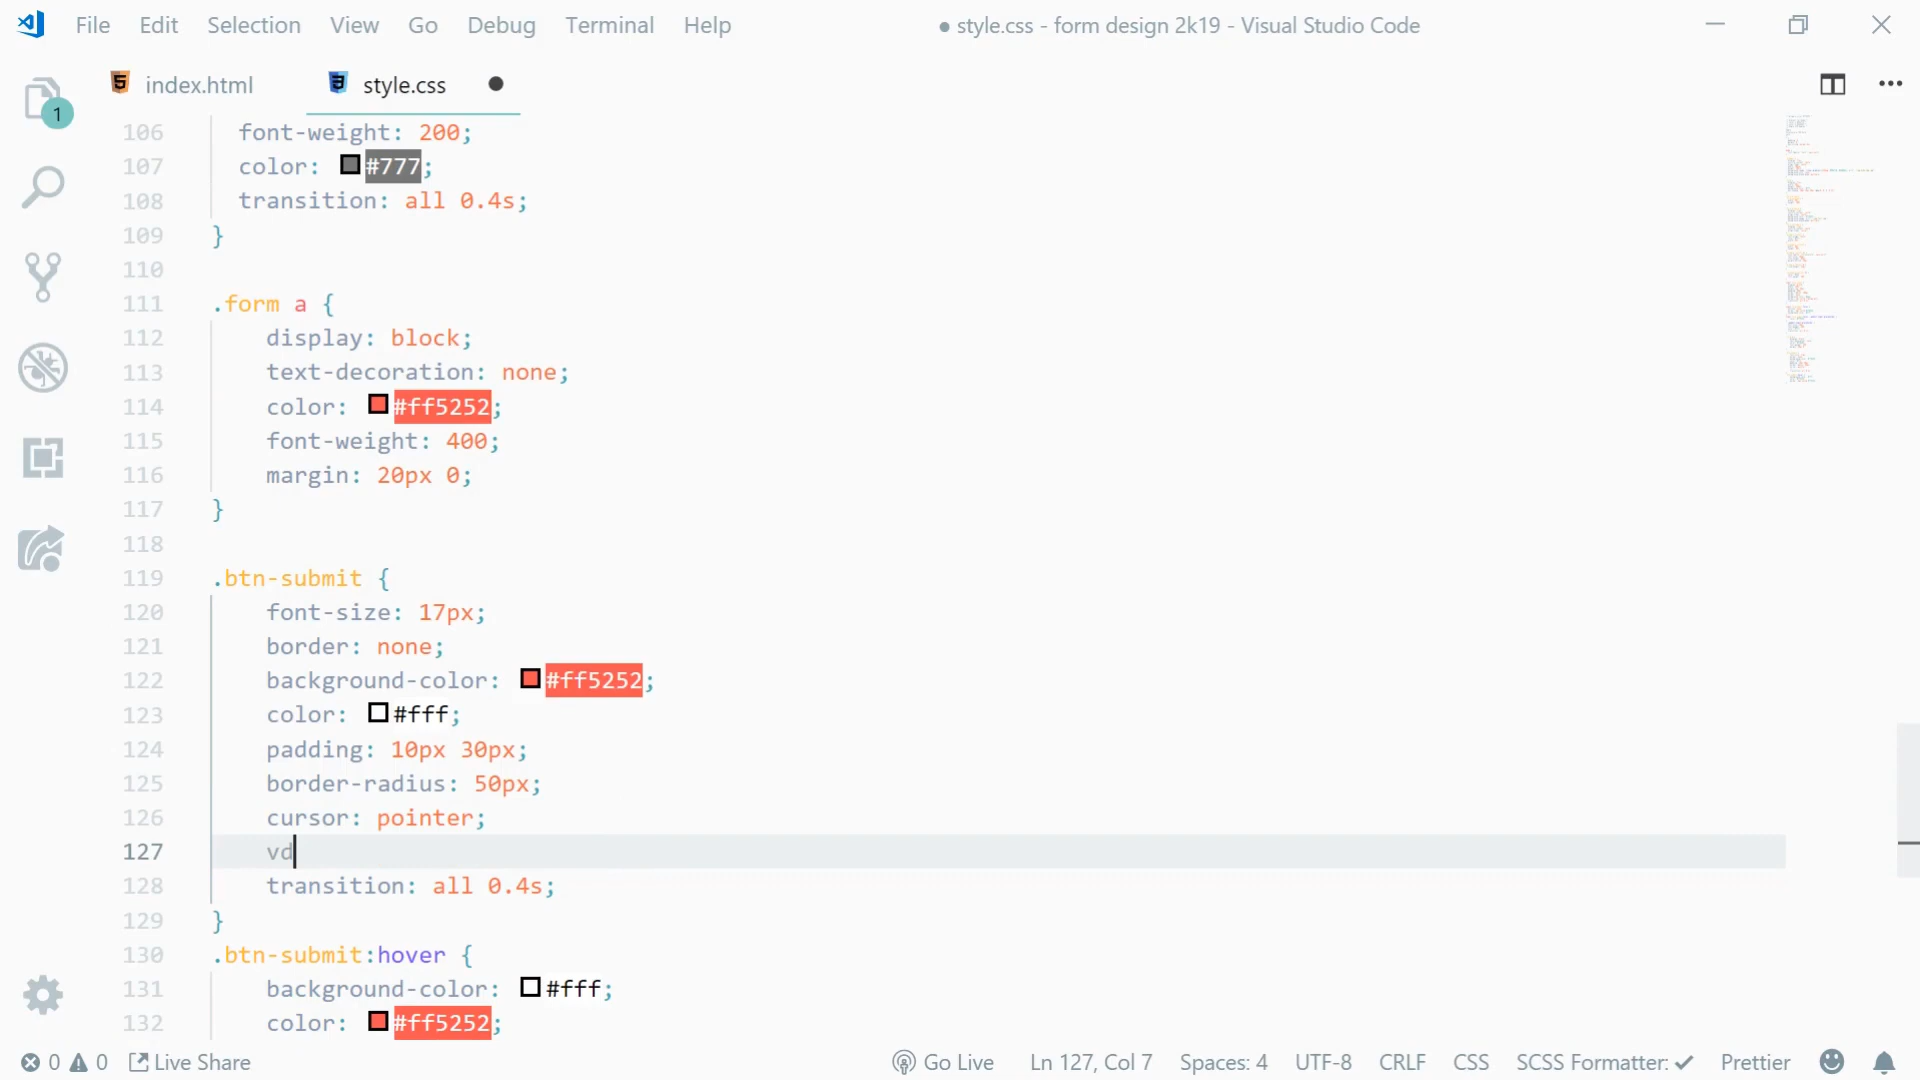 File Edit Selection View Go Debug Terminal Help ● style.css - form design 2k19 - Visual Studio Code
index.html style.css
1
106 font-weight: 200;
107 color: #777;
108 transition: all 0.4s;
109 }
110
111 .form a {
112 display: block;
113 text-decoration: none;
114 color: #ff5252;
115 font-weight: 400;
116 margin: 20px 0;
117 }
118
119 .btn-submit {
120 font-size: 17px;
121 border: none;
122 background-color: #ff5252;
123 color: #fff;
124 padding: 10px 30px;
125 border-radius: 50px;
126 cursor: pointer;
127 vd
128 transition: all 0.4s;
129 }
130 .btn-submit:hover {
131 background-color: #fff;
132 color: #ff5252;
0 0 Live Share Go Live Ln 127, Col 7 Spaces: 4 UTF-8 CRLF CSS SCSS Formatter: ✓ Prettier